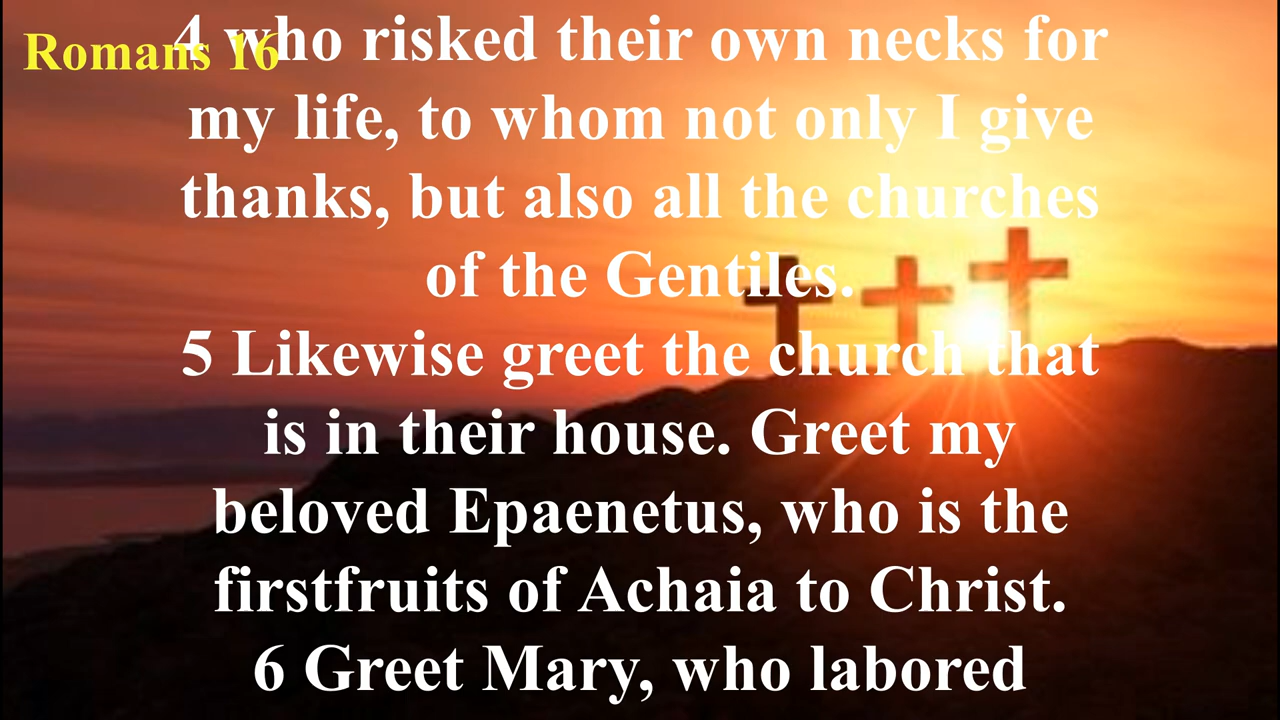 Romans 16
4 who risked their own necks for
my life, to whom not only I give
thanks, but also all the churches
of the Gentiles.
5 Likewise greet the church that
is in their house. Greet my
beloved Epaenetus, who is the
firstfruits of Achaia to Christ.
6 Greet Mary, who labored